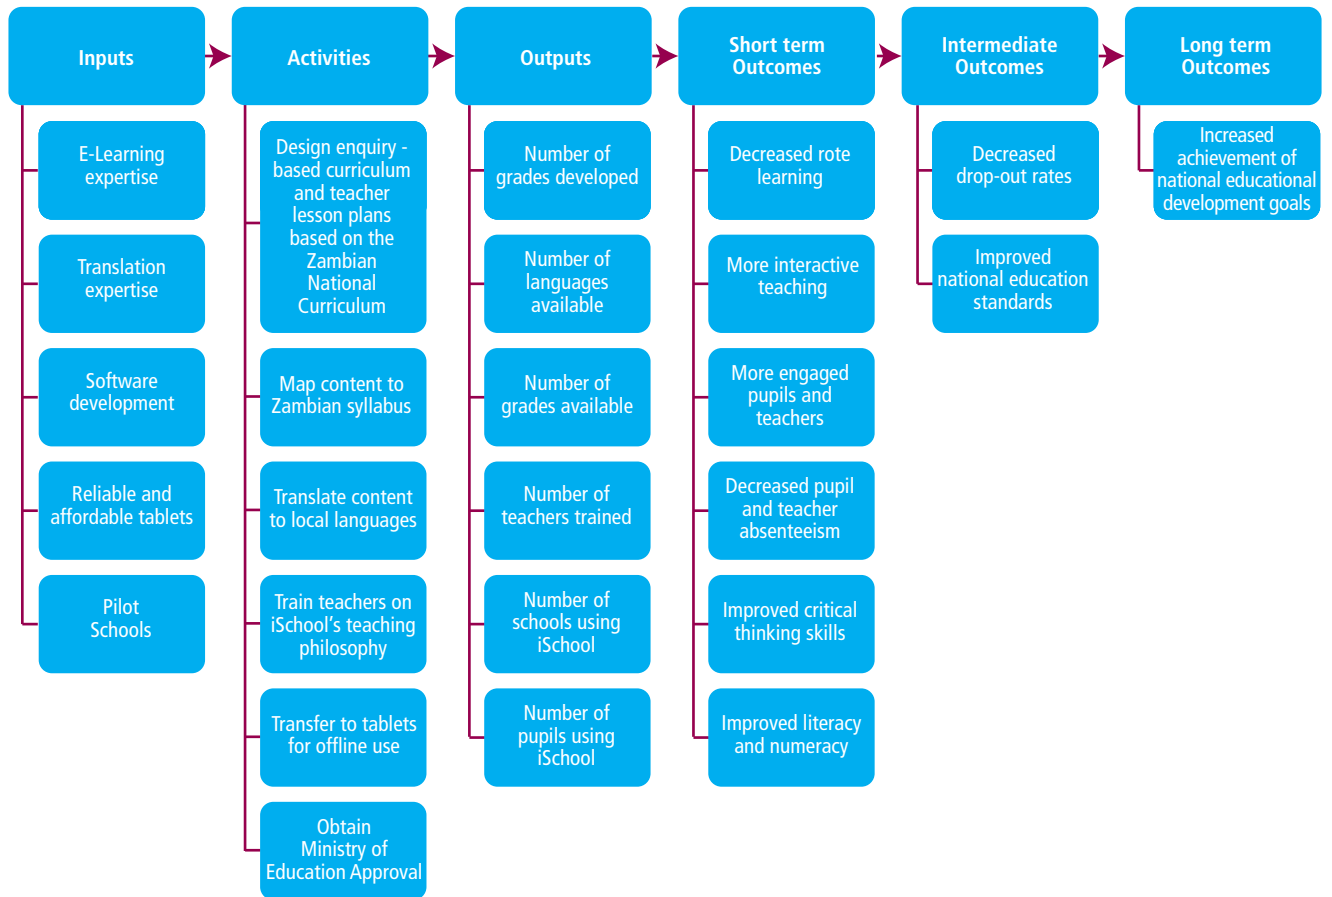 Inputs
Activities
Outputs
Short term
Outcomes
Intermediate
Outcomes
Long term
Outcomes
E-Learning
expertise
Translation
expertise
Software
development
Reliable and
affordable tablets
Pilot
Schools
Design enquiry -
based curriculum
and teacher
lesson plans
based on the
Zambian
National
Curriculum
Map content to
Zambian syllabus
Translate content
to local languages
Train teachers on
iSchool’s teaching
philosophy
Transfer to tablets
for offline use
Obtain
Ministry of
Education Approval
Number of
grades developed
Number of
languages
available
Number of
grades available
Number of
teachers trained
Number of
schools using
iSchool
Number of
pupils using
iSchool
Decreased rote
learning
More interactive
teaching
More engaged
pupils and
teachers
Decreased pupil
and teacher
absenteeism
Improved critical
thinking skills
Improved literacy
and numeracy
Decreased
drop-out rates
Improved
national education
standards
Increased
achievement of
national educational
development goals